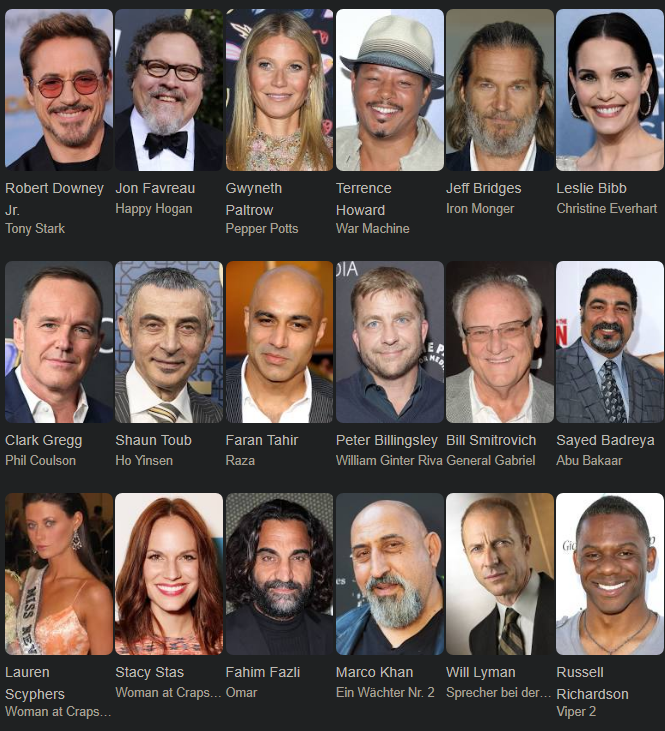 Robert Downey
Jr.
Tony Stark
Jon Favreau
Happy Hogan
Gwyneth
Paltrow
Pepper Potts
Terrence
Howard
War Machine
Jeff Bridges
Iron Monger
Leslie Bibb
Christine Everhart
DIA
Clark Gregg
Phil Coulson
Shaun Toub
Ho Yinsen
Faran Tahir
Raza
Peter Billingsley
William Ginter Riva
Bill Smitrovich
General Gabriel
Sayed Badreya
Abu Bakaar
MISS NE
Lauren
Scyphers
Woman at Craps...
Stacy Stas
Woman at Craps...
Fahim Fazli
Omar
Marco Khan
Ein Wächter Nr. 2
Will Lyman
Sprecher bei der...
Russell
Richardson
Viper 2